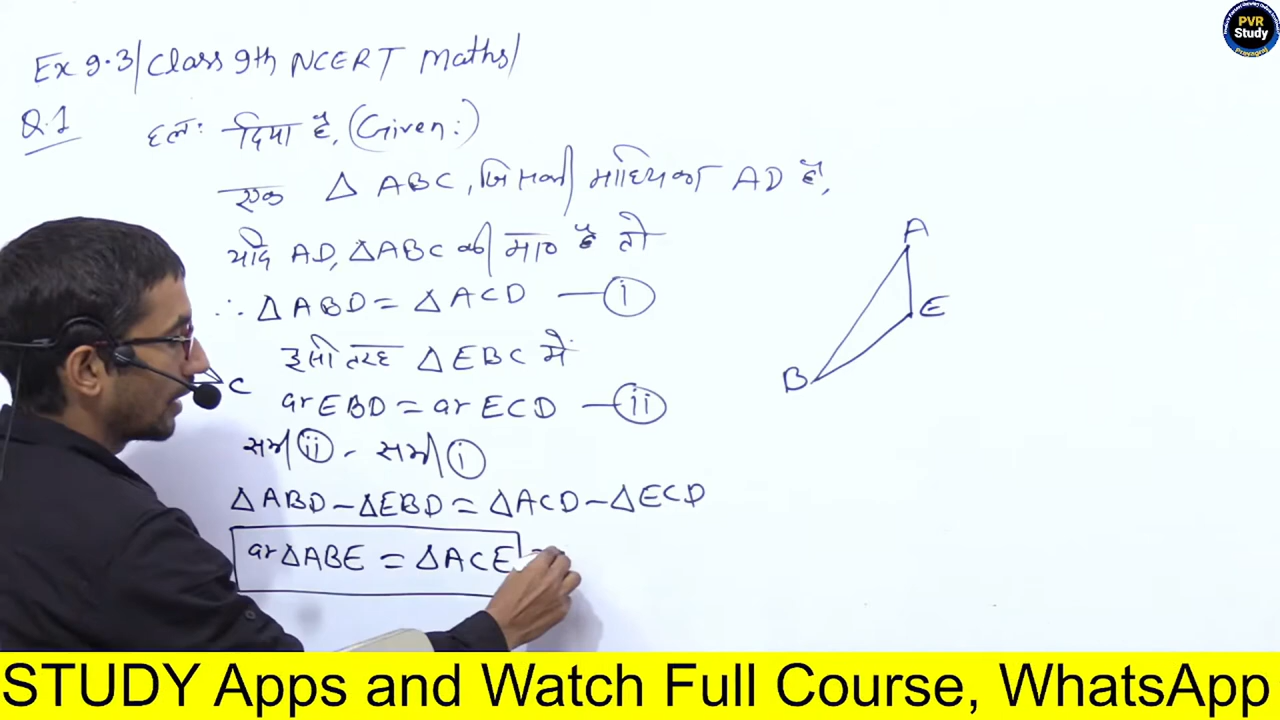 Ex 9.3/ Class 9th NCERT Maths/
Q.1 हलः दिया है, (Given:)
एक △ ABC, जिसकी माध्यिका AD है,
यदि AD, △ABC की माo है तो
∴ △ ABD = △ ACD — (i)
इसी तरह △ EBC में
ar EBD = ar ECD — (ii)
समी (ii) - समी (i)
△ ABD - △EBD = △ACD - △ECD
ar △ABE = △ACE
A
E
B
C
PVR
Study
Prayagraj
STUDY Apps and Watch Full Course, WhatsApp